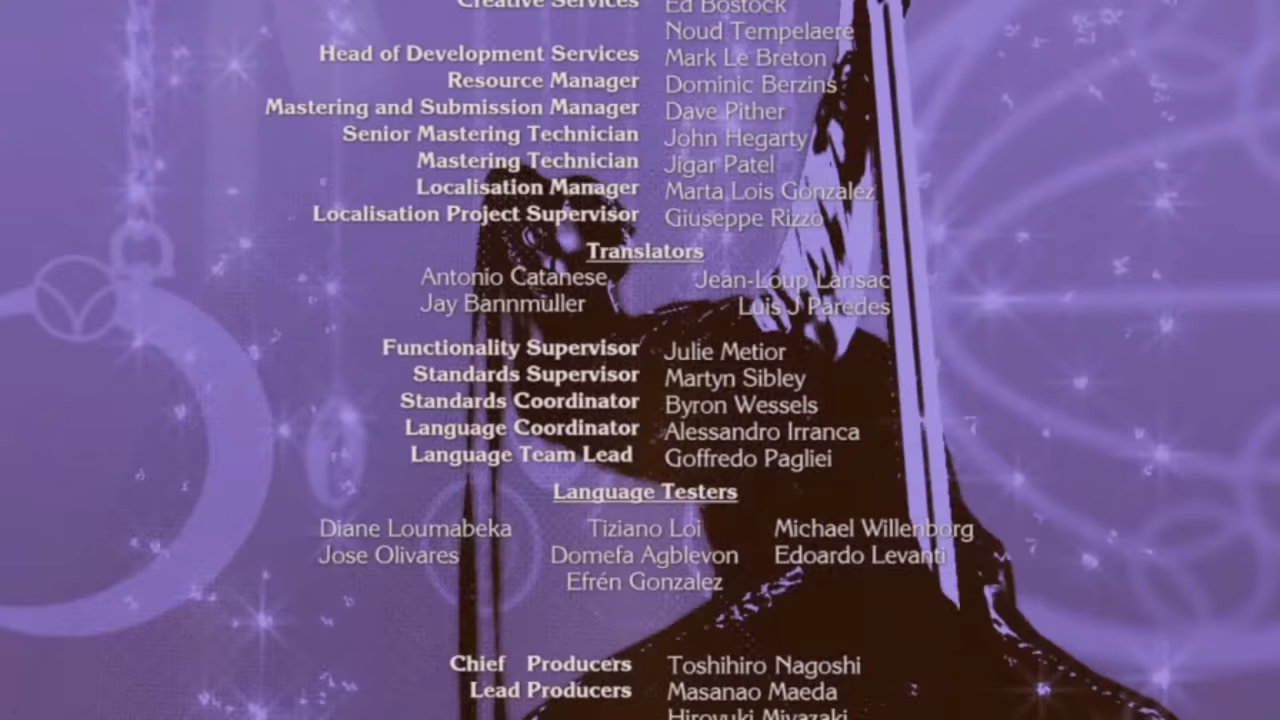 Creative Services Ed Bostock
Noud Tempelaere
Head of Development Services Mark Le Breton
Resource Manager Dominic Berzins
Mastering and Submission Manager Dave Pither
Senior Mastering Technician John Hegarty
Mastering Technician Jigar Patel
Localisation Manager Marta Lois Gonzalez
Localisation Project Supervisor Giuseppe Rizzo
Translators
Antonio Catanese Jean-Loup Lansac
Jay Bannmuller Luis J Paredes
Functionality Supervisor Julie Metior
Standards Supervisor Martyn Sibley
Standards Coordinator Byron Wessels
Language Coordinator Alessandro Irranca
Language Team Lead Goffredo Pagliei
Language Testers
Diane Loumabeka Tiziano Loi Michael Willenborg
Jose Olivares Domefa Agblevon Edoardo Levanti
Efrén Gonzalez
Chief Producers Toshihiro Nagoshi
Lead Producers Masanao Maeda
Hiroyuki Miyazaki